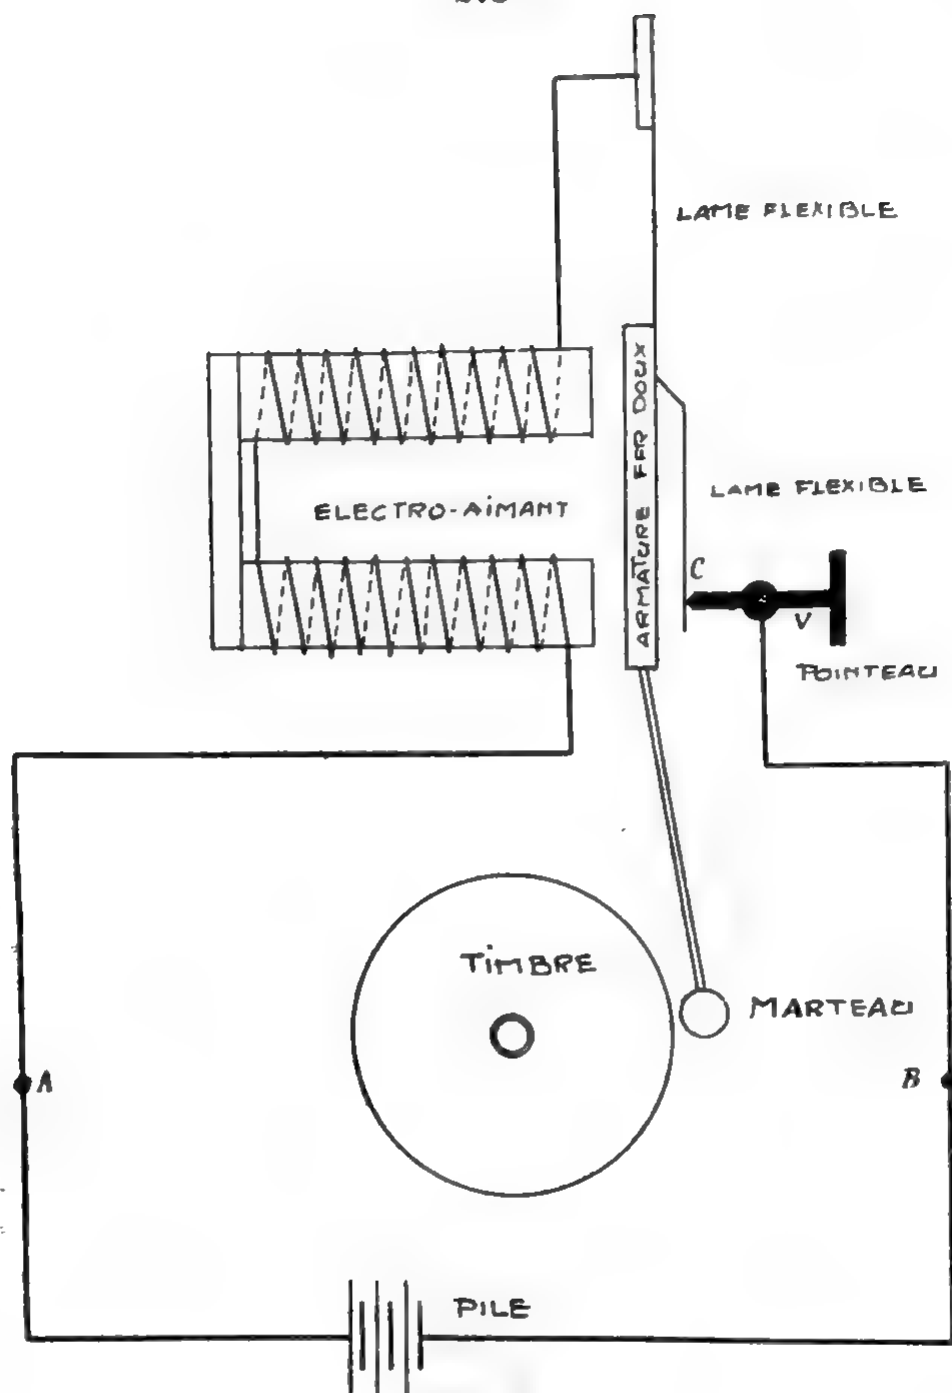 LAME FLEXIBLE
ARMATURE FER DOUX
LAME FLEXIBLE
ELECTRO-AiMANT
C
V
POINTEAU
TiMBRE
MARTEAU
A
B
PILE